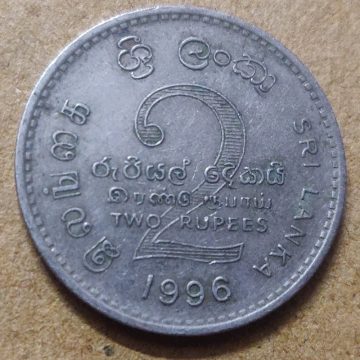 ශ්‍රී ලංකා
இலங்கை
SRI LANKA
2
රුපියල් දෙකයි
இரண்டு ரூபாய்
TWO RUPEES
1996